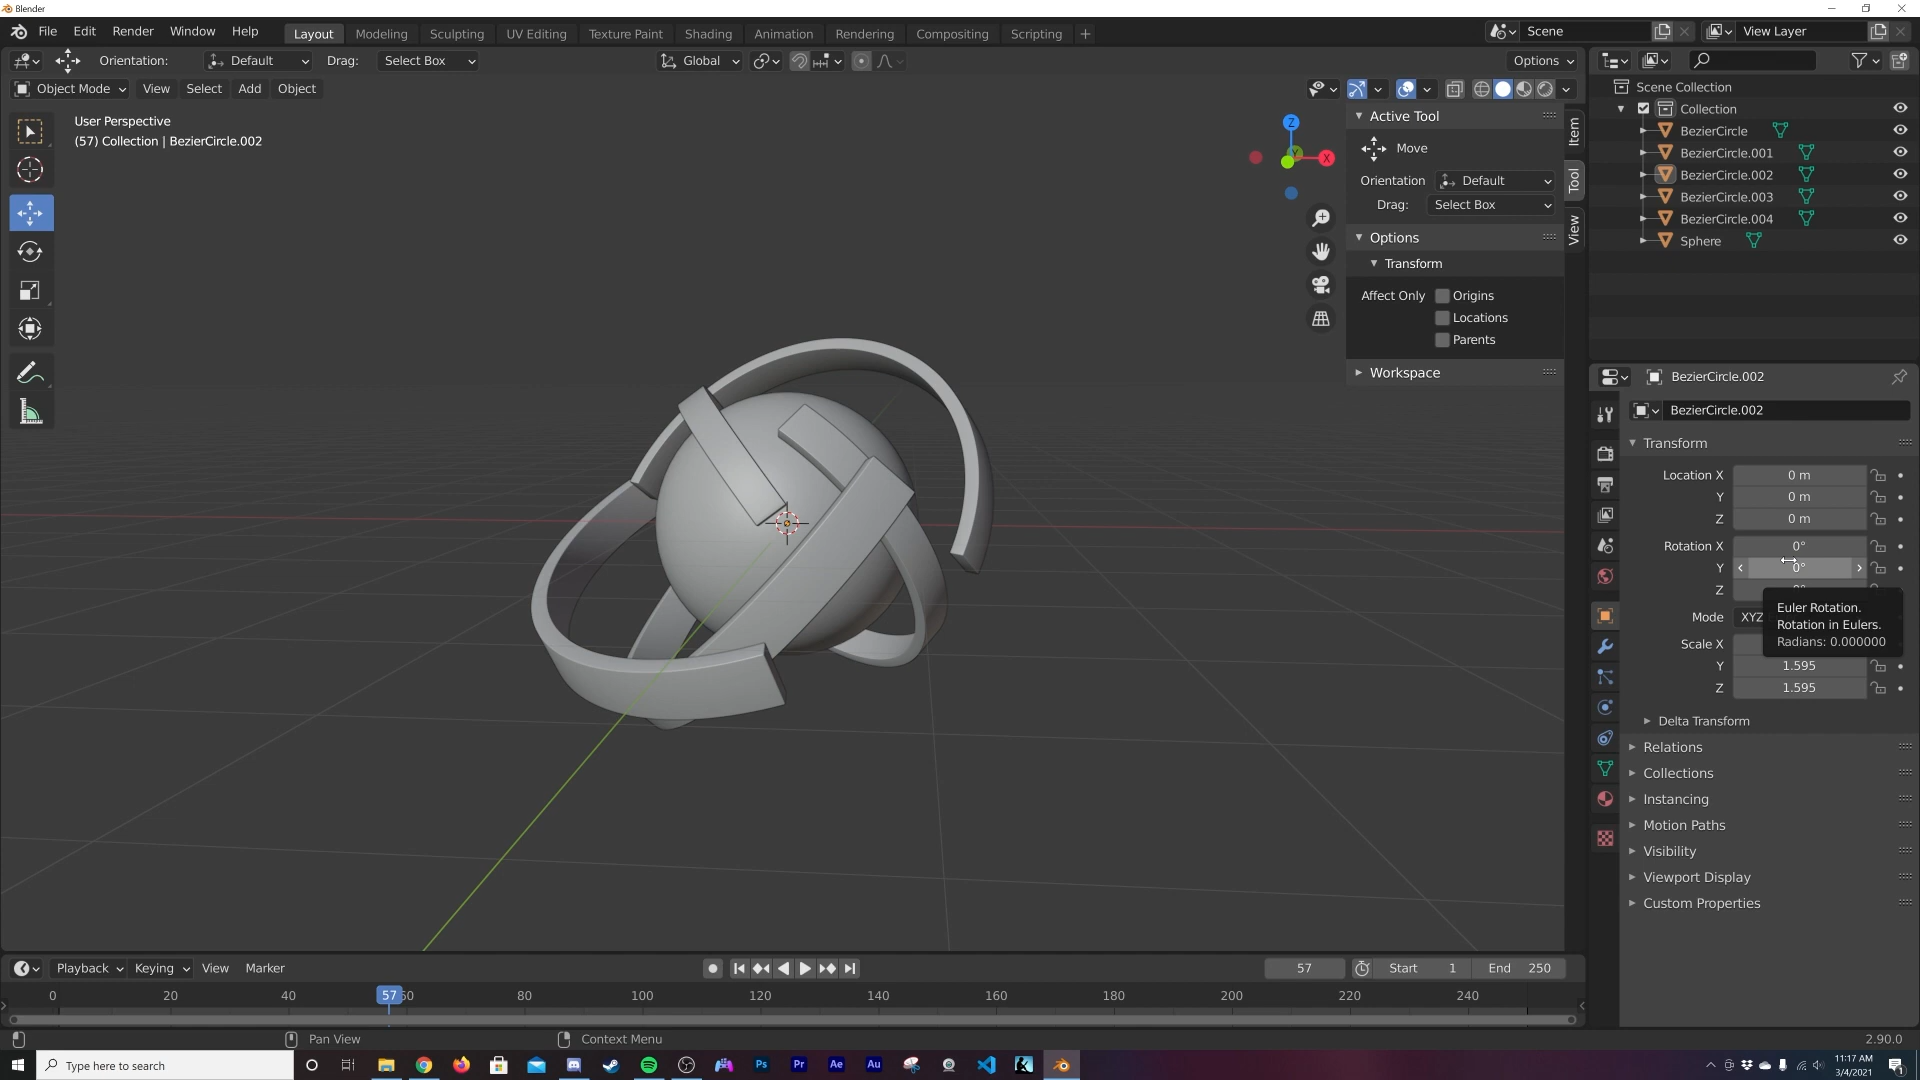 Blender
File Edit Render Window Help
Layout Modeling Sculpting UV Editing Texture Paint Shading Animation Rendering Compositing Scripting +
Scene
View Layer
Orientation: Default Drag: Select Box
Global
Options
Object Mode View Select Add Object
User Perspective
(57) Collection | BezierCircle.002
Z
Y
X
Active Tool
Move
Orientation Default
Drag: Select Box
Options
Transform
Affect Only Origins
Locations
Parents
Workspace
Item
Tool
View
Scene Collection
Collection
BezierCircle
BezierCircle.001
BezierCircle.002
BezierCircle.003
BezierCircle.004
Sphere
BezierCircle.002
BezierCircle.002
Transform
Location X 0 m
Y 0 m
Z 0 m
Rotation X 0°
Y 0°
Z
Mode XYZ
Euler Rotation.
Rotation in Eulers.
Radians: 0.000000
Scale X
Y 1.595
Z 1.595
Delta Transform
Relations
Collections
Instancing
Motion Paths
Visibility
Viewport Display
Custom Properties
Playback Keying View Marker
57
Start 1 End 250
0 20 40 57 60 80 100 120 140 160 180 200 220 240
Pan View
Context Menu
2.90.0
Type here to search
Ps Pr Ae Au
11:17 AM
3/4/2021